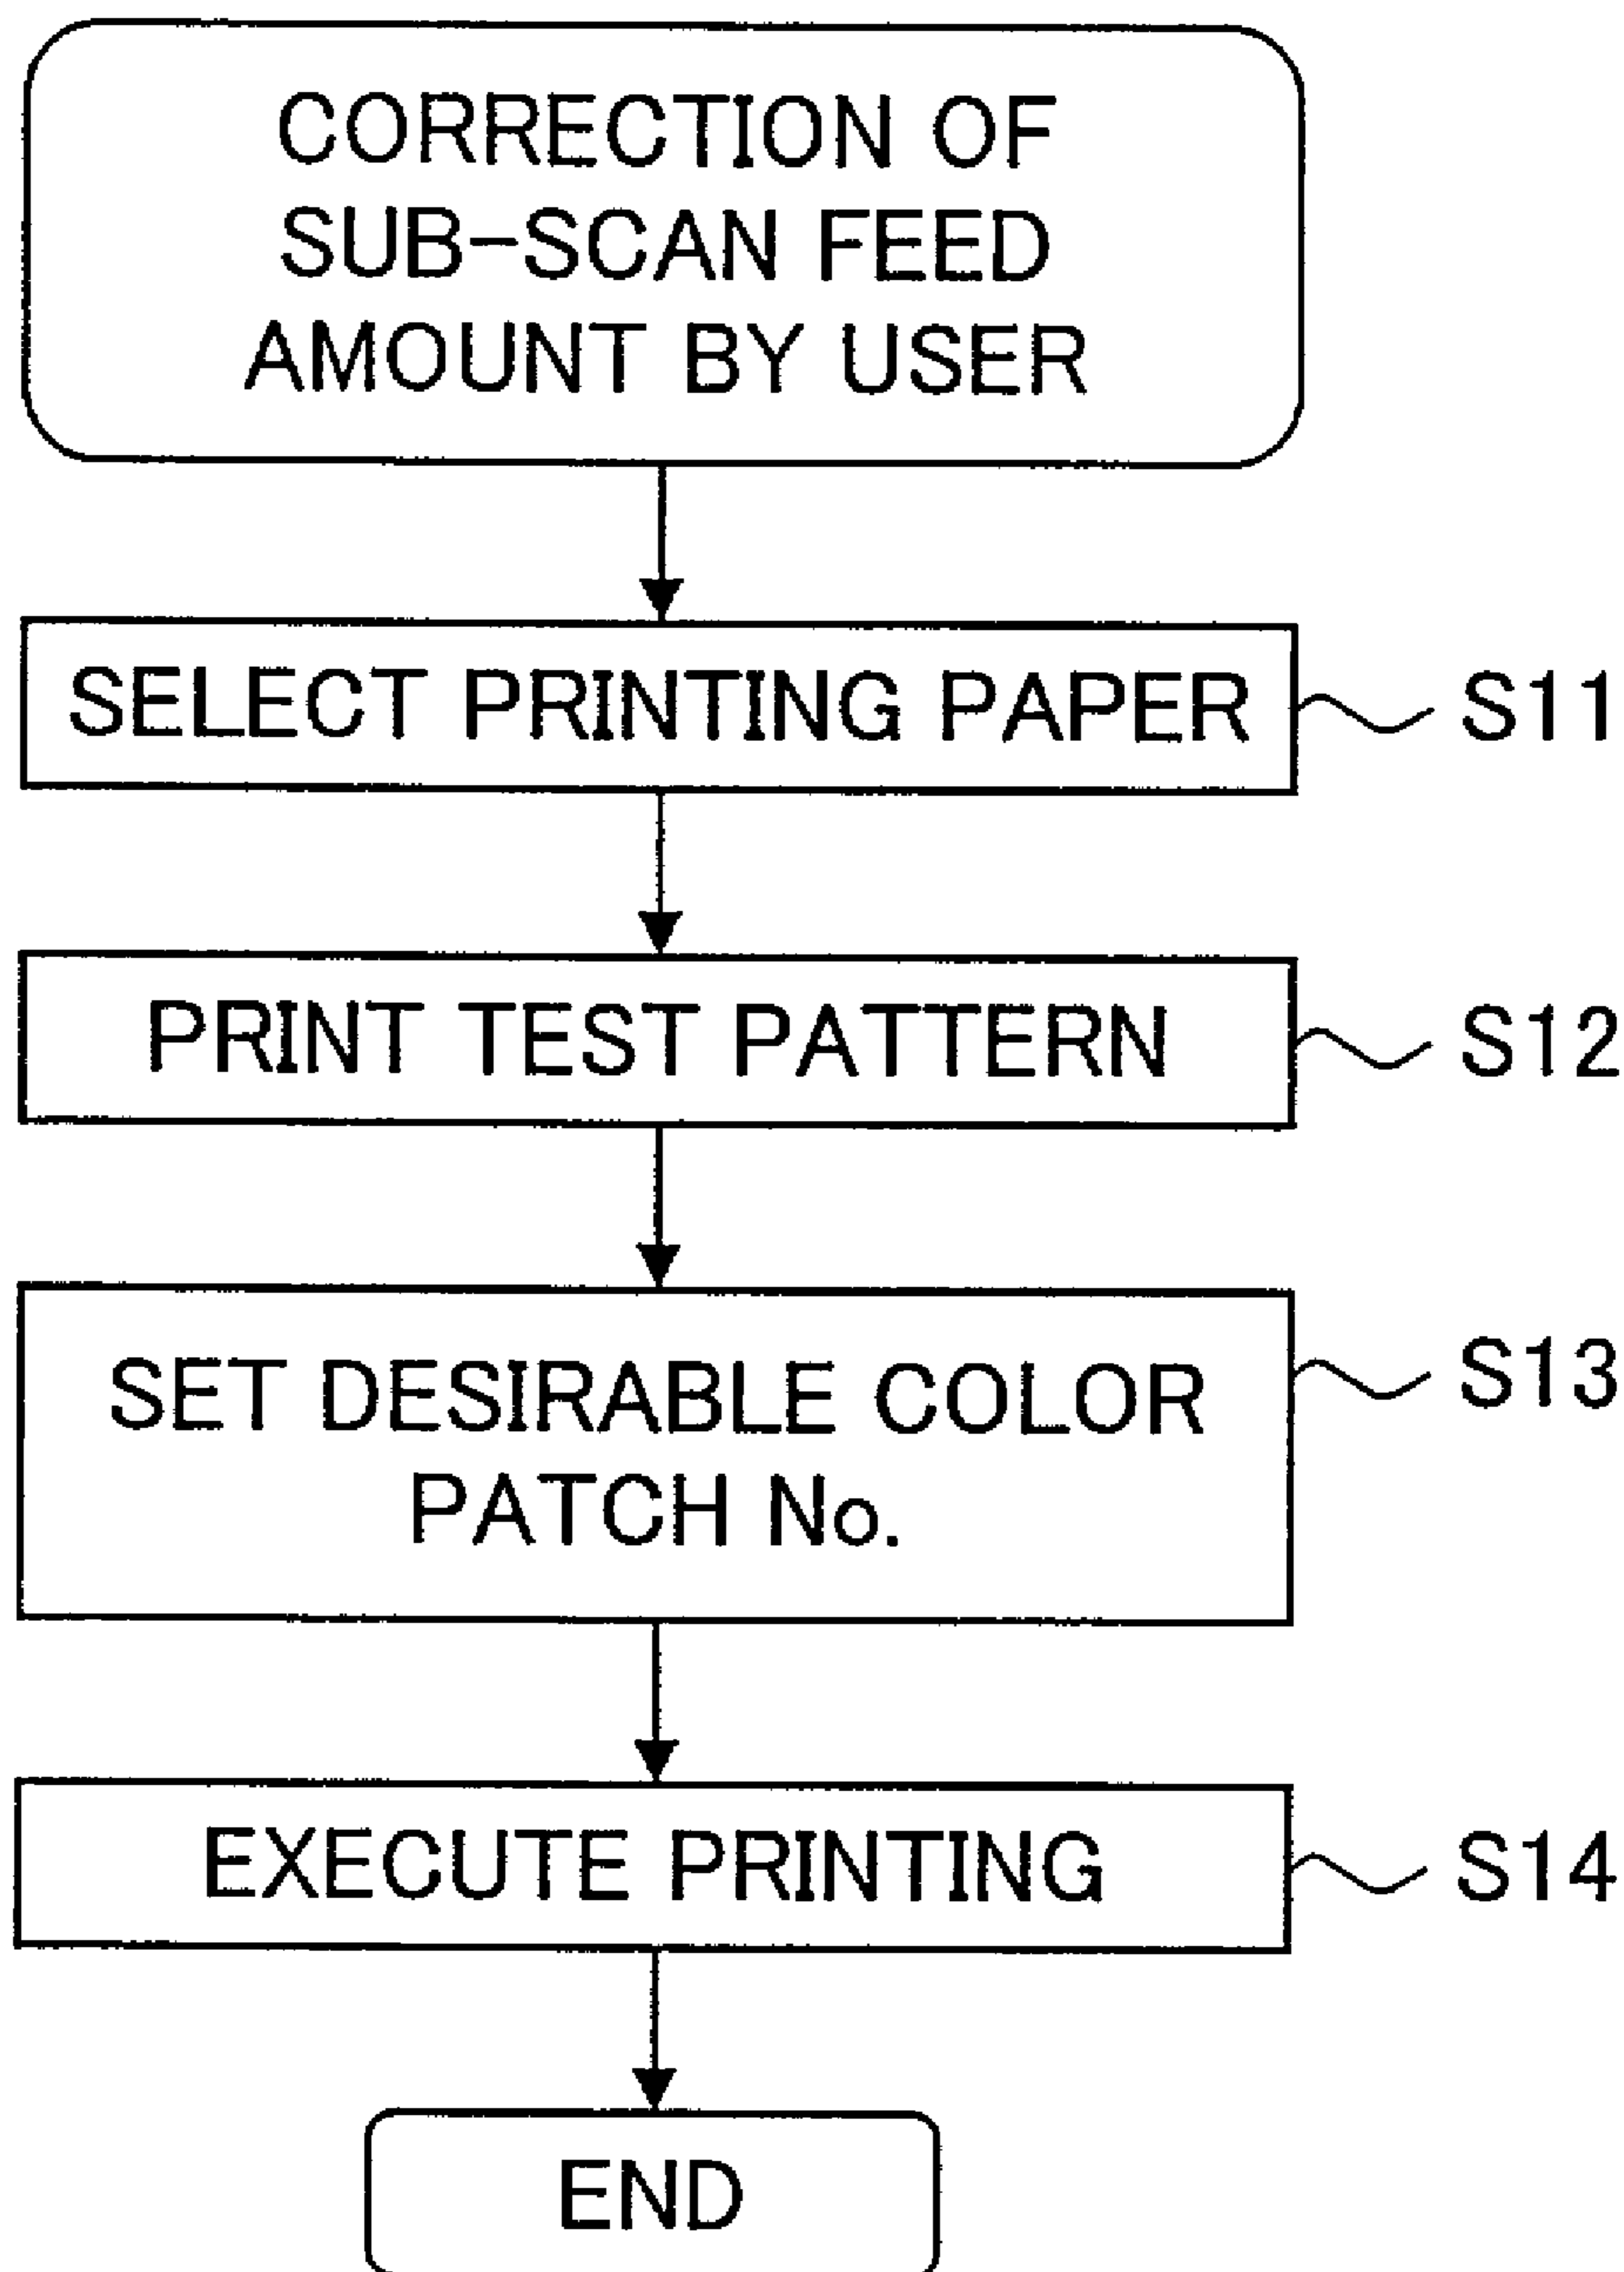 CORRECTION OF
SUB-SCAN FEED
AMOUNT BY USER
SELECT PRINTING PAPER
S11
PRINT TEST PATTERN
S12
SET DESIRABLE COLOR
PATCH No.
S13
EXECUTE PRINTING
S14
END